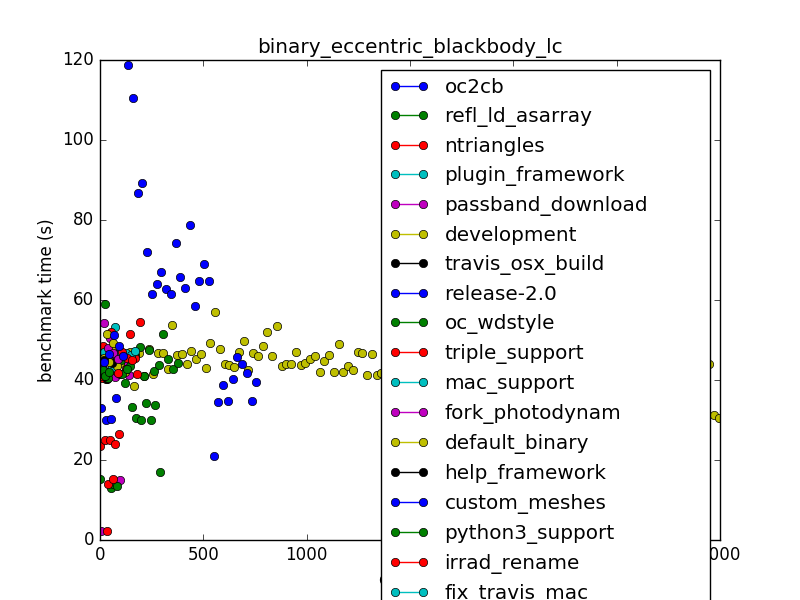 binary_eccentric_blackbody_lc
benchmark time (s)
120
100
80
60
40
20
0
0
500
1000
000
oc2cb
refl_ld_asarray
ntriangles
plugin_framework
passband_download
development
travis_osx_build
release-2.0
oc_wdstyle
triple_support
mac_support
fork_photodynam
default_binary
help_framework
custom_meshes
python3_support
irrad_rename
fix_travis_mac